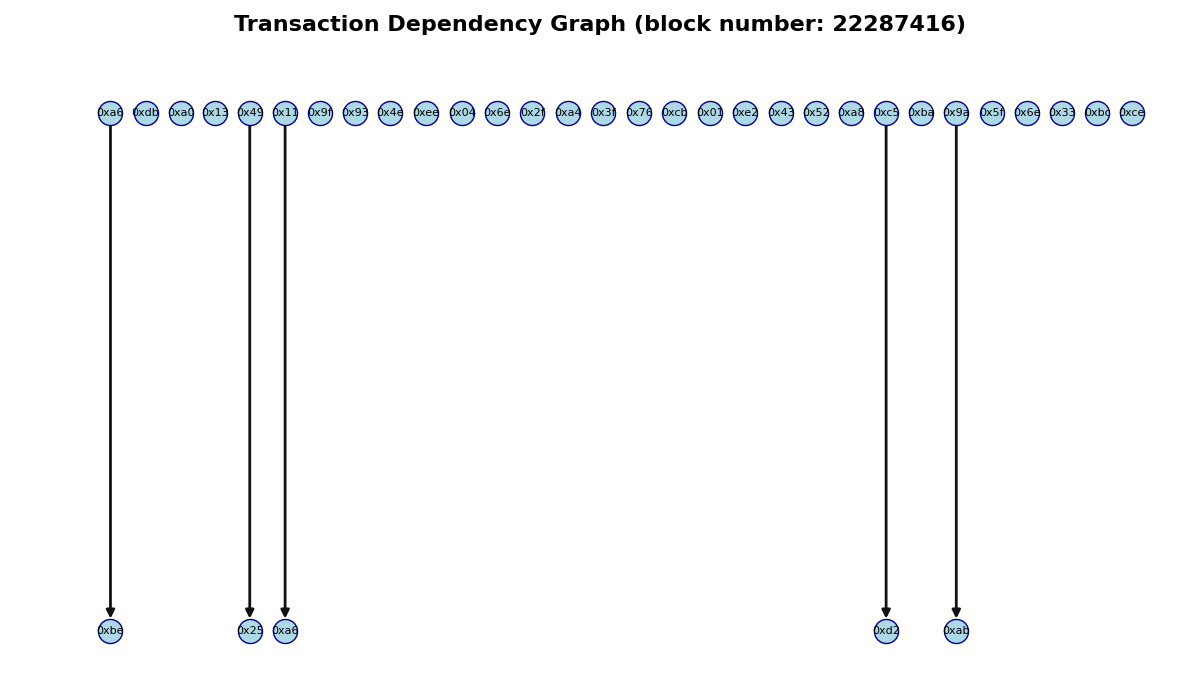 Transaction Dependency Graph (block number: 22287416)
0xa6 0xdb 0xa0 0x13 0x49 0x11 0x9f 0x93 0x4e 0xee 0x04 0x6e 0x2f 0xa4 0x3f 0x76 0xcb 0x01 0xe2 0x43 0x52 0xa8 0xc5 0xba 0x9a 0x5f 0x6e 0x33 0xbc 0xce
0xbe 0x25 0xa6 0xd2 0xab